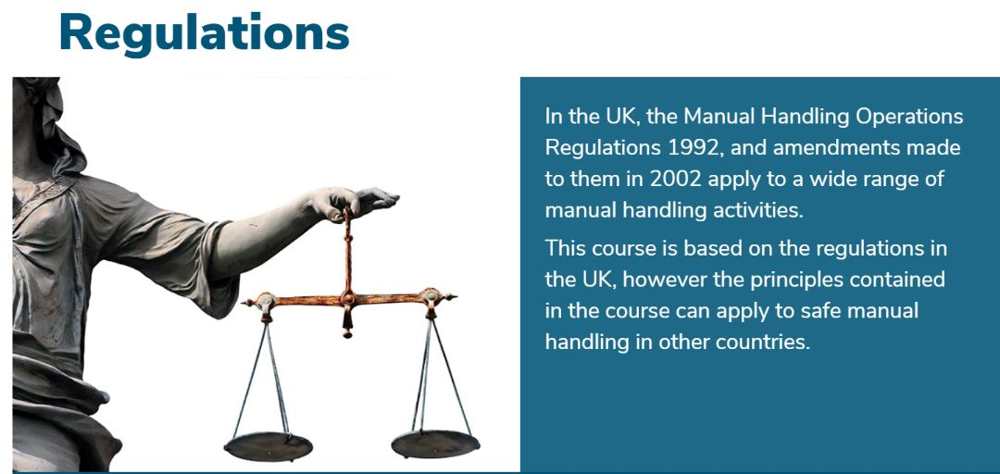 Regulations
In the UK, the Manual Handling Operations
Regulations 1992, and amendments made
to them in 2002 apply to a wide range of
manual handling activities.
This course is based on the regulations in
the UK, however the principles contained
in the course can apply to safe manual
handling in other countries.